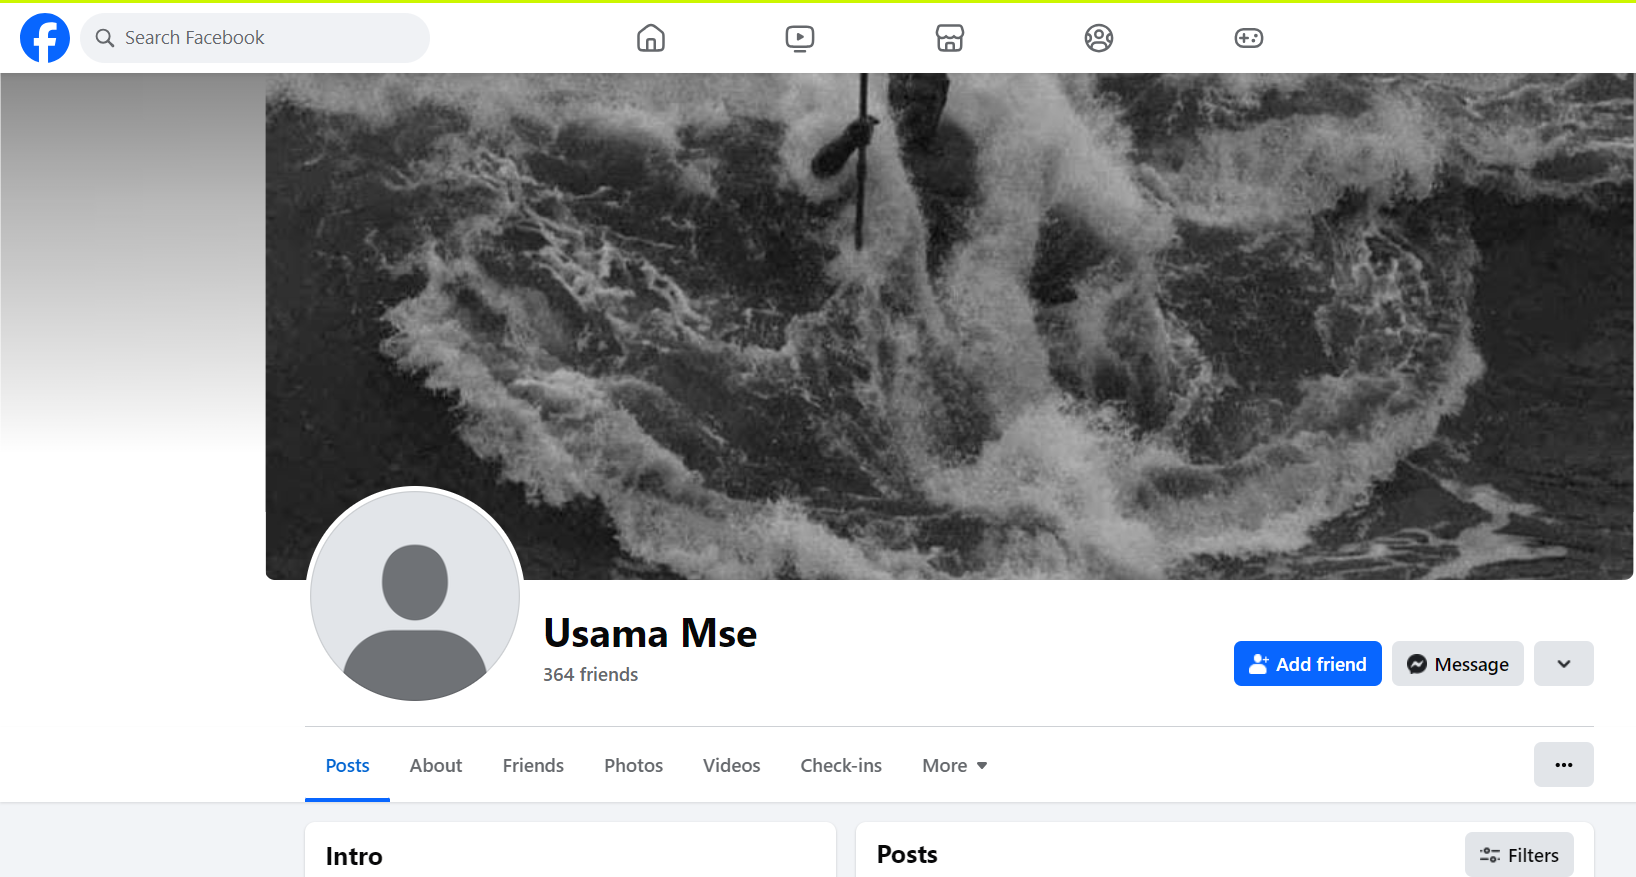 Search Facebook
Usama Mse
364 friends
Add friend
Message
Posts
About
Friends
Photos
Videos
Check-ins
More
Intro
Posts
Filters